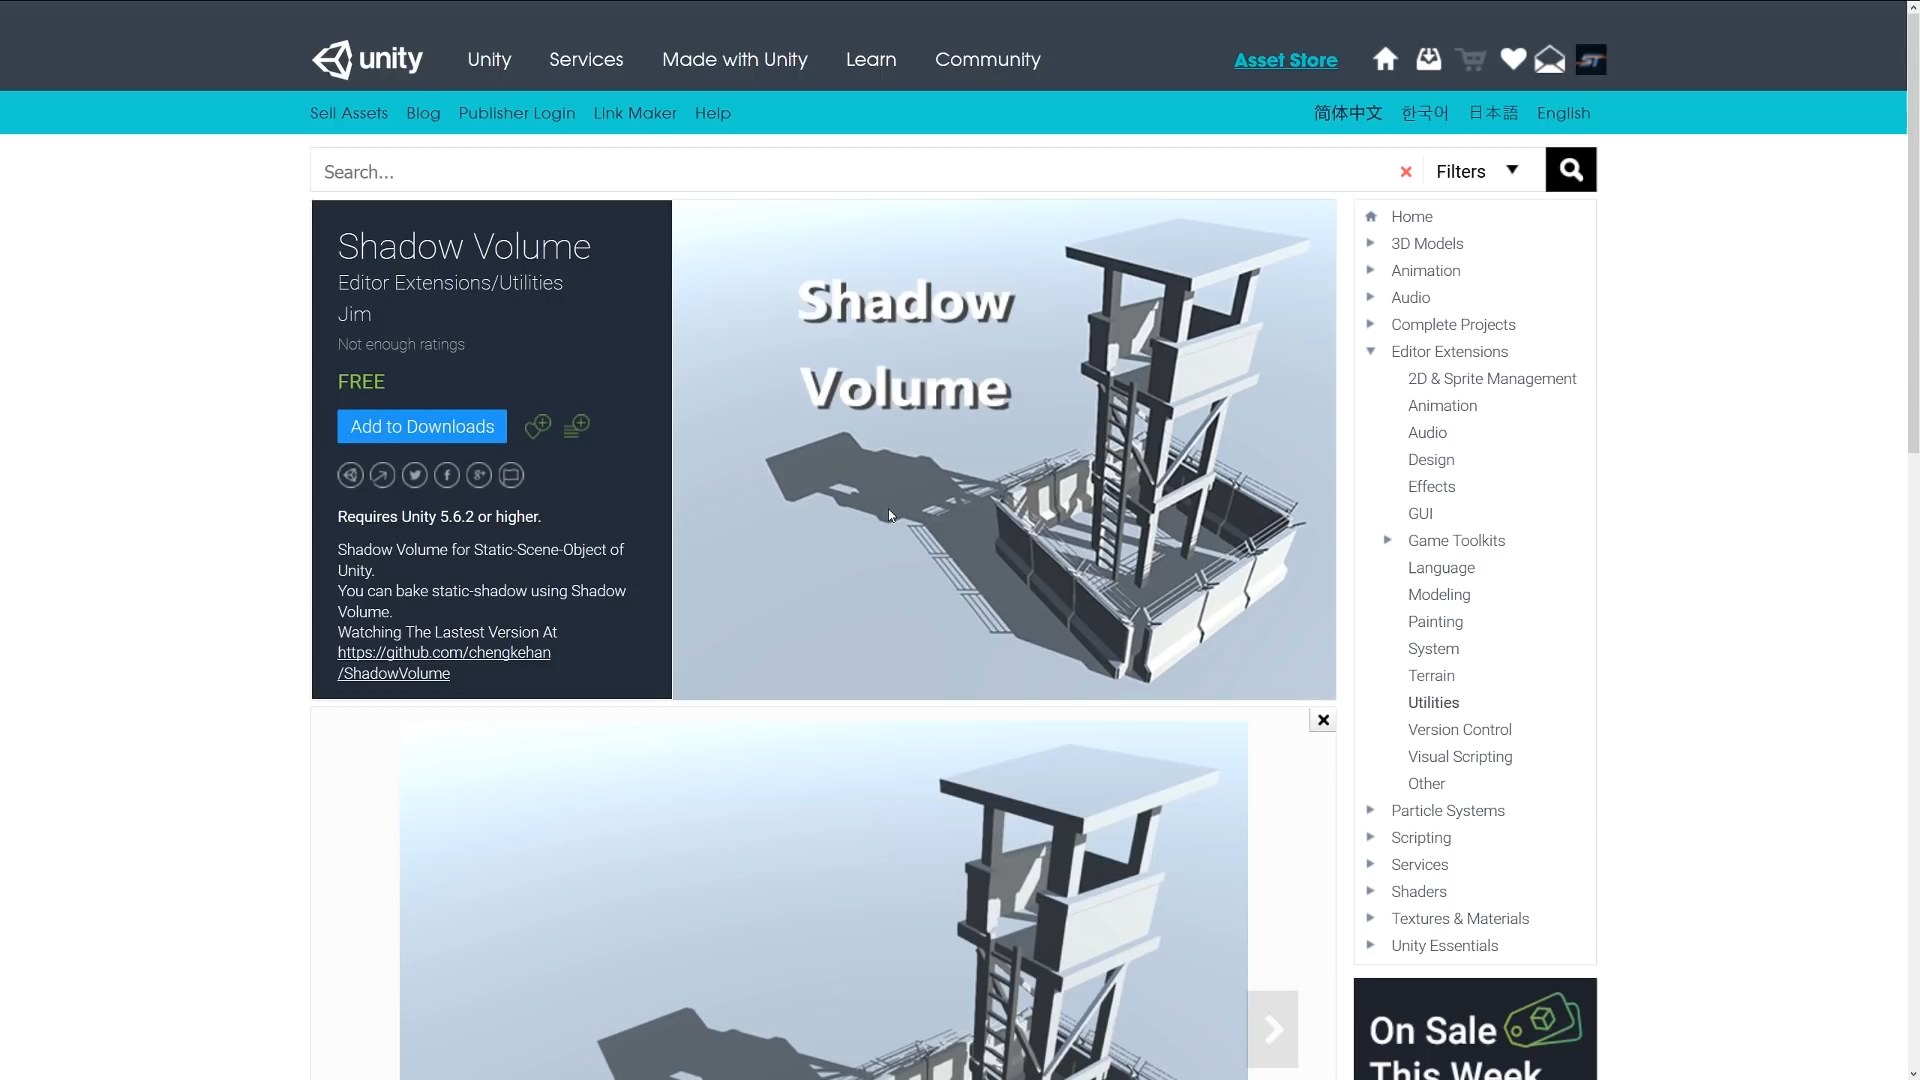 unity
Unity
Services
Made with Unity
Learn
Community
Asset Store
ST
Sell Assets
Blog
Publisher Login
Link Maker
Help
简体中文
한국어
日本語
English
Search...
Filters
Shadow Volume
Editor Extensions/Utilities
Jim
Not enough ratings
FREE
Add to Downloads
Requires Unity 5.6.2 or higher.
Shadow Volume for Static-Scene-Object of
Unity.
You can bake static-shadow using Shadow
Volume.
Watching The Lastest Version At
https://github.com/chengkehan
/ShadowVolume
Shadow
Volume
Home
3D Models
Animation
Audio
Complete Projects
Editor Extensions
2D & Sprite Management
Animation
Audio
Design
Effects
GUI
Game Toolkits
Language
Modeling
Painting
System
Terrain
Utilities
Version Control
Visual Scripting
Other
Particle Systems
Scripting
Services
Shaders
Textures & Materials
Unity Essentials
On Sale
This Week